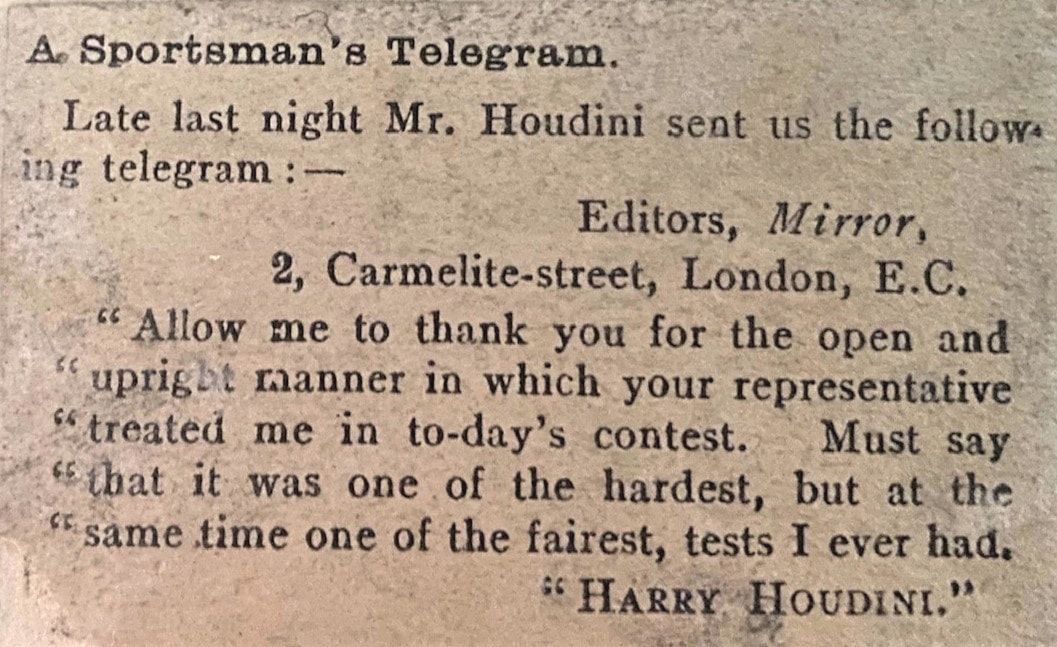 A Sportsman's Telegram.
Late last night Mr. Houdini sent us the follow-
ing telegram :—
Editors, Mirror,
2, Carmelite-street, London, E.C.
“ Allow me to thank you for the open and
“ upright manner in which your representative
“ treated me in to-day's contest. Must say
“ that it was one of the hardest, but at the
“ same time one of the fairest, tests I ever had.
“ HARRY HOUDINI.”